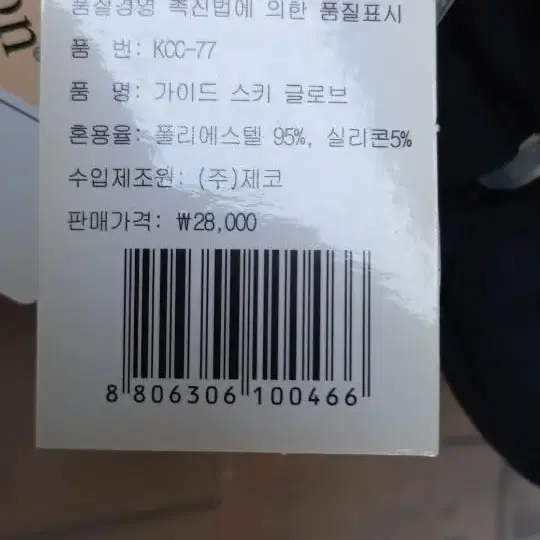 on®
품질경영 촉진법에 의한 품질표시
품 번: KCC-77
품 명: 가이드 스키 글로브
혼용율: 폴리에스텔 95%, 실리콘5%
수입제조원: (주)제코
판매가격: ₩28,000
8 806306 100466